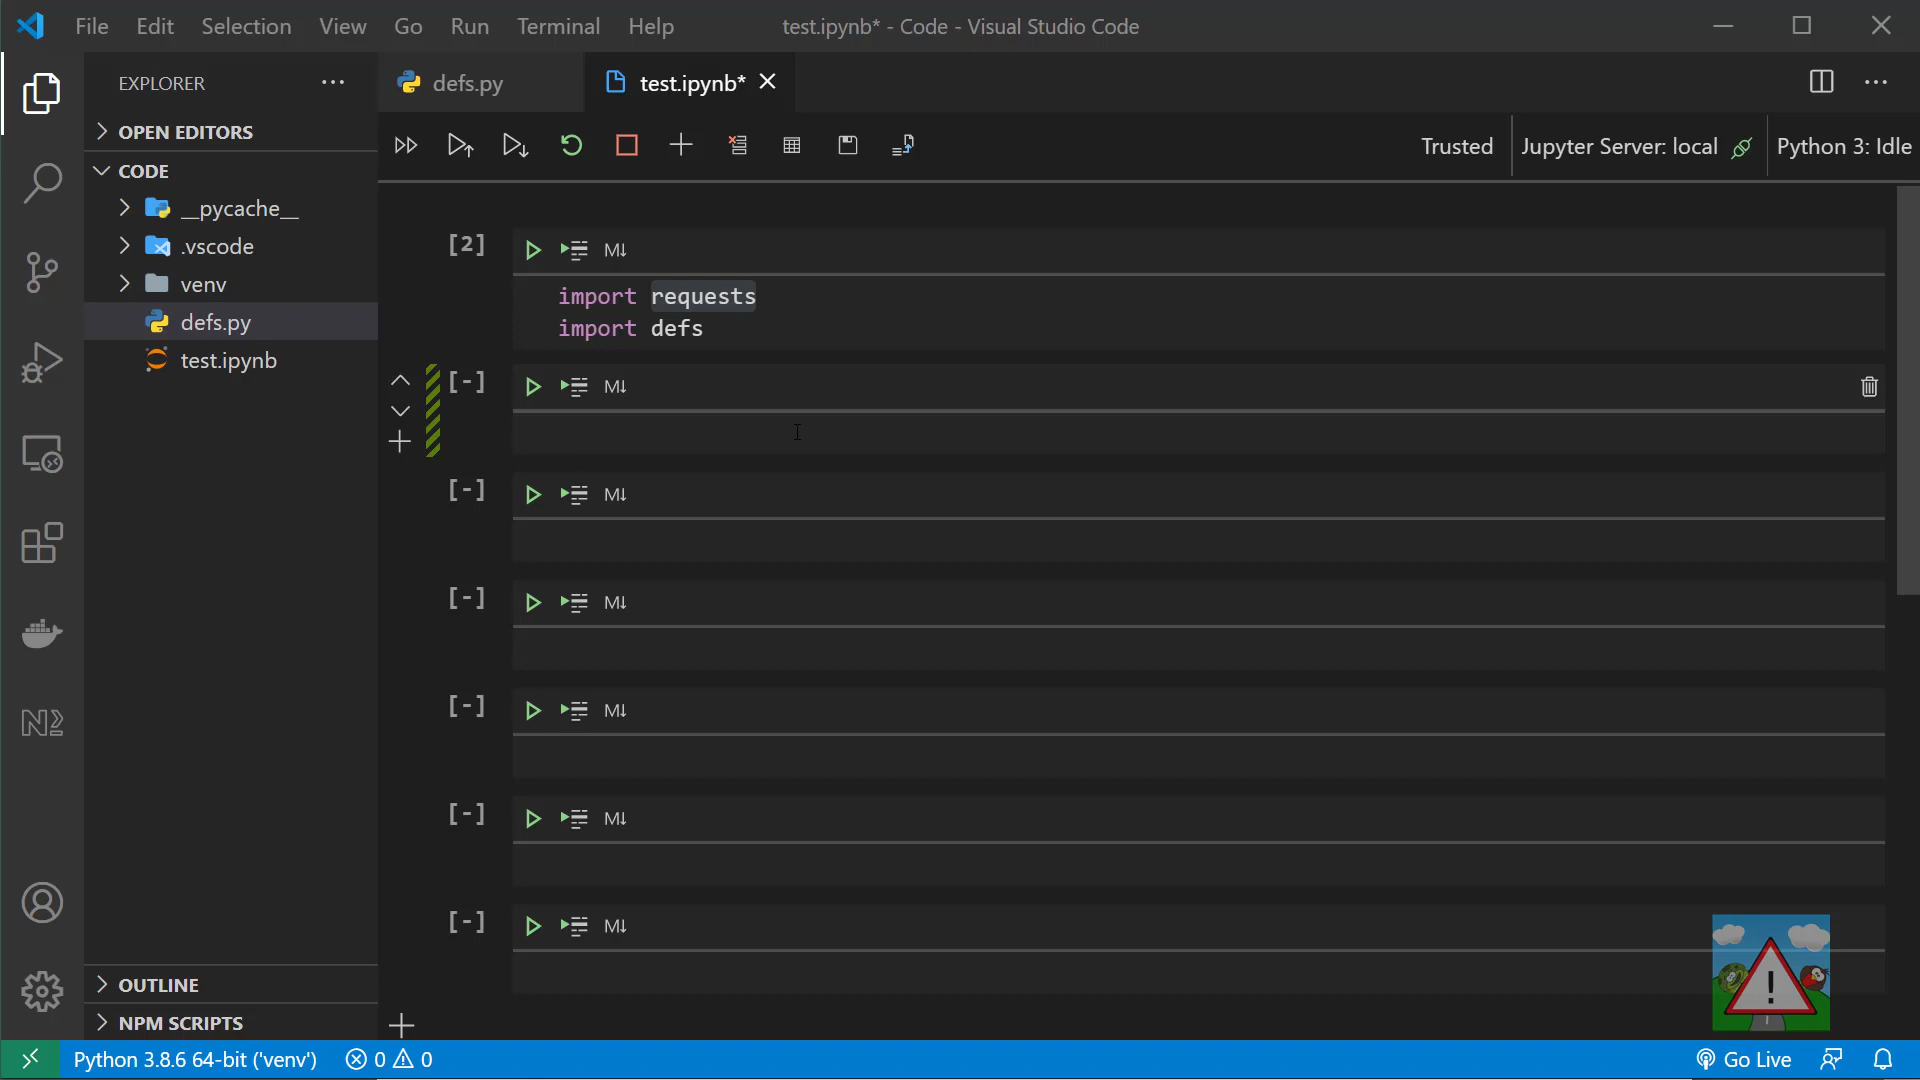 File Edit Selection View Go Run Terminal Help
test.ipynb* - Code - Visual Studio Code
EXPLORER
OPEN EDITORS
CODE
__pycache__
.vscode
venv
defs.py
test.ipynb
OUTLINE
NPM SCRIPTS
defs.py
test.ipynb*
Trusted
Jupyter Server: local
Python 3: Idle
[2]
M↓
import requests
import defs
[-]
M↓
[-]
M↓
[-]
M↓
[-]
M↓
[-]
M↓
[-]
M↓
!
Python 3.8.6 64-bit ('venv')
0
0
Go Live